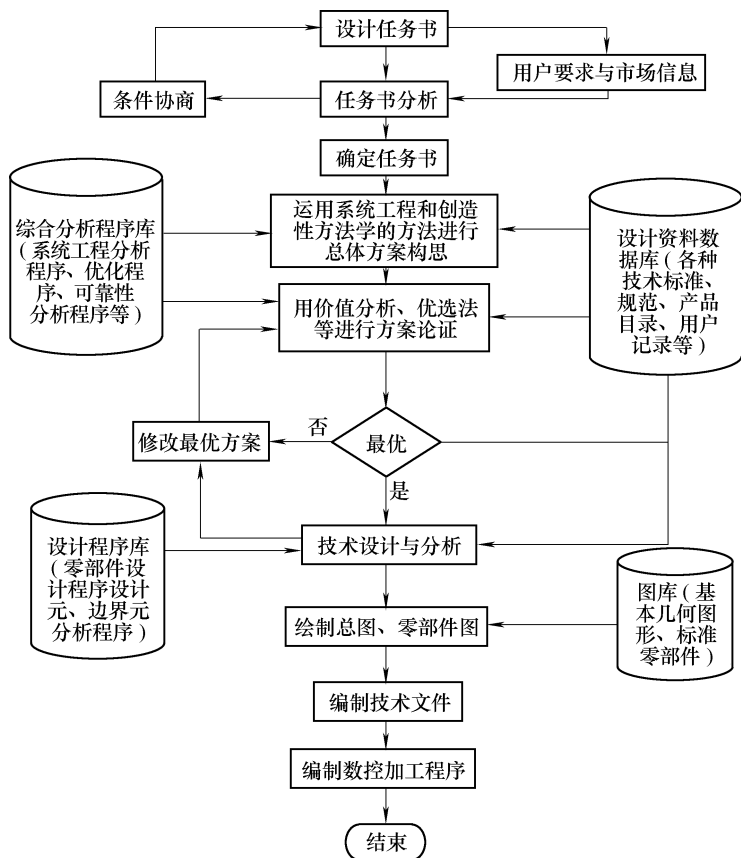 设计任务书
用户要求与市场信息
条件协商
任务书分析
确定任务书
综合分析程序库
(系统工程分析
程序、优化程
序、可靠性
分析程序等)
运用系统工程和创造
性方法学的方法进行
总体方案构思
设计资料数
据库(各种
技术标准、
规范、产品
目录、用户
记录等)
用价值分析、优选法
等进行方案论证
修改最优方案
否
最优
是
设计程序库
(零部件设
计程序设计
元、边界元
分析程序)
技术设计与分析
图库(基
本几何图
形、标准
零部件)
绘制总图、零部件图
编制技术文件
编制数控加工程序
结束